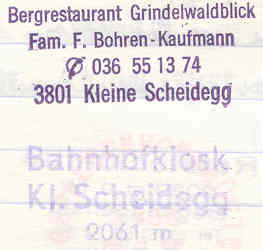 Bergrestaurant Grindelwaldblick
Fam. F. Bohren-Kaufmann
✆ 036 55 13 74
3801 Kleine Scheidegg
Bahnhofkiosk
Kl. Scheidegg
2061 m